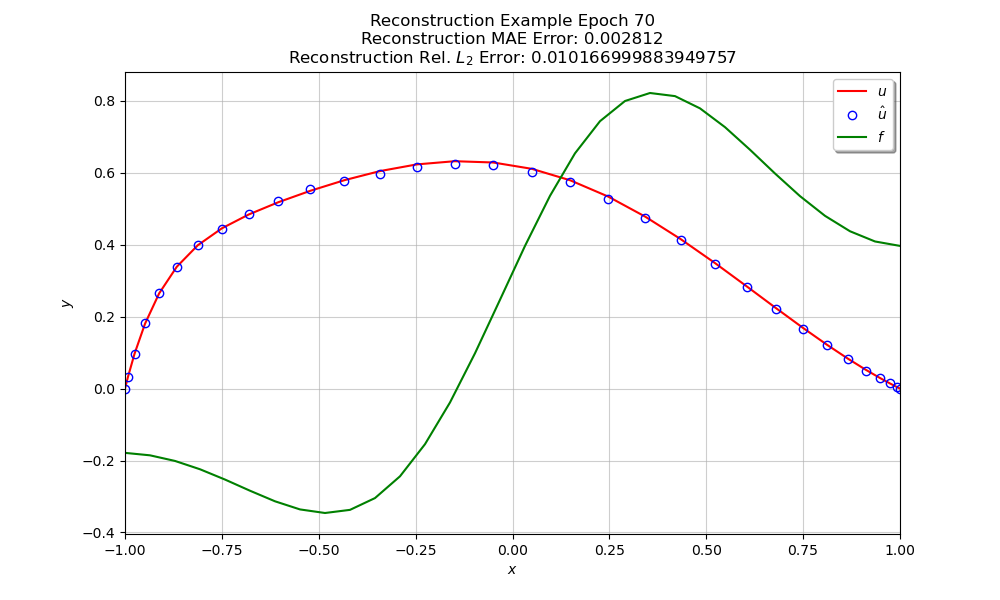 Reconstruction Example Epoch 70
Reconstruction MAE Error: 0.002812
Reconstruction Rel. L₂ Error: 0.010166999883949757
u
û
f
0.8
0.6
0.4
0.2
0.0
−0.2
−0.4
y
−1.00 −0.75 −0.50 −0.25 0.00 0.25 0.50 0.75 1.00
x